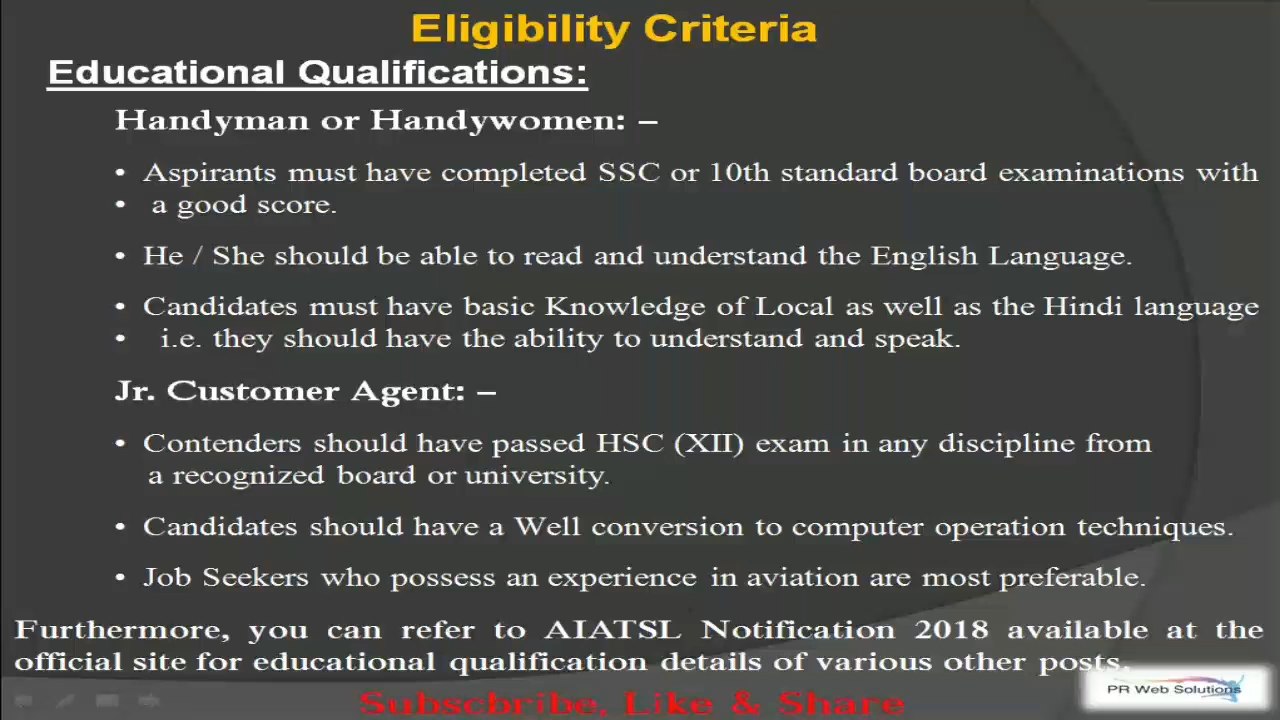 Eligibility Criteria
Educational Qualifications:
Handyman or Handywomen: –
• Aspirants must have completed SSC or 10th standard board examinations with
• a good score.
• He / She should be able to read and understand the English Language.
• Candidates must have basic Knowledge of Local as well as the Hindi language
• i.e. they should have the ability to understand and speak.
Jr. Customer Agent: –
• Contenders should have passed HSC (XII) exam in any discipline from
a recognized board or university.
• Candidates should have a Well conversion to computer operation techniques.
• Job Seekers who possess an experience in aviation are most preferable.
Furthermore, you can refer to AIATSL Notification 2018 available at the
official site for educational qualification details of various other posts.
PR Web Solutions
Subscbribe, Like & Share